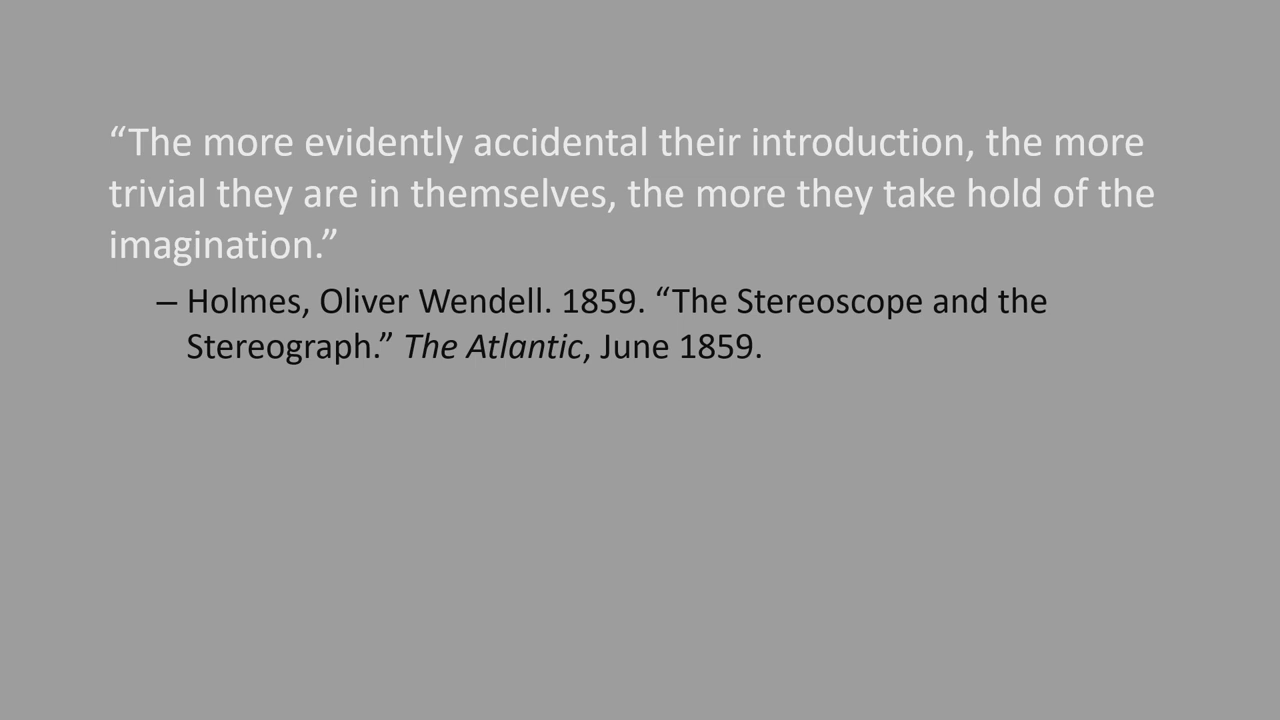 “The more evidently accidental their introduction, the more
trivial they are in themselves, the more they take hold of the
imagination.”
– Holmes, Oliver Wendell. 1859. “The Stereoscope and the
Stereograph.” The Atlantic, June 1859.